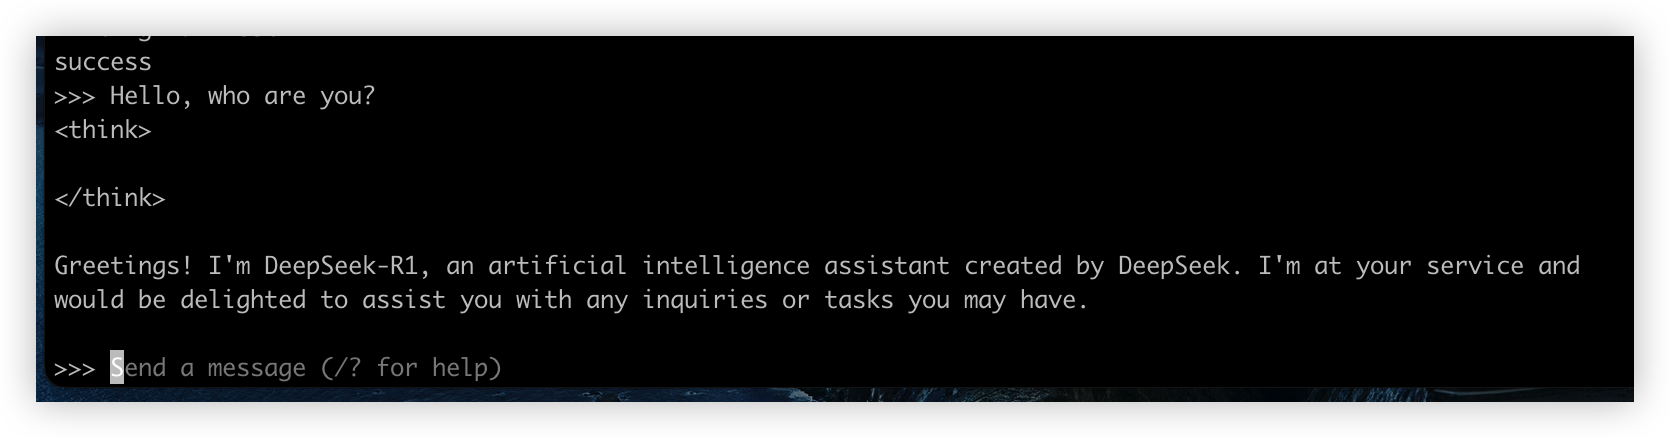 success
>>> Hello, who are you?
<think>
</think>
Greetings! I'm DeepSeek-R1, an artificial intelligence assistant created by DeepSeek. I'm at your service and
would be delighted to assist you with any inquiries or tasks you may have.
>>> Send a message (/? for help)